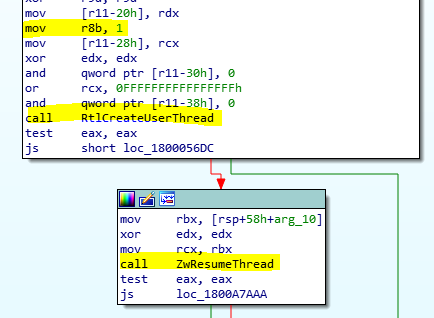 mov     [r11-20h], rdx
mov     r8b, 1
mov     [r11-28h], rcx
xor     edx, edx
and     qword ptr [r11-30h], 0
or      rcx, 0FFFFFFFFFFFFFFFFh
and     qword ptr [r11-38h], 0
call    RtlCreateUserThread
test    eax, eax
js      short loc_1800056DC
mov     rbx, [rsp+58h+arg_10]
xor     edx, edx
mov     rcx, rbx
call    ZwResumeThread
test    eax, eax
js      loc_1800A7AAA